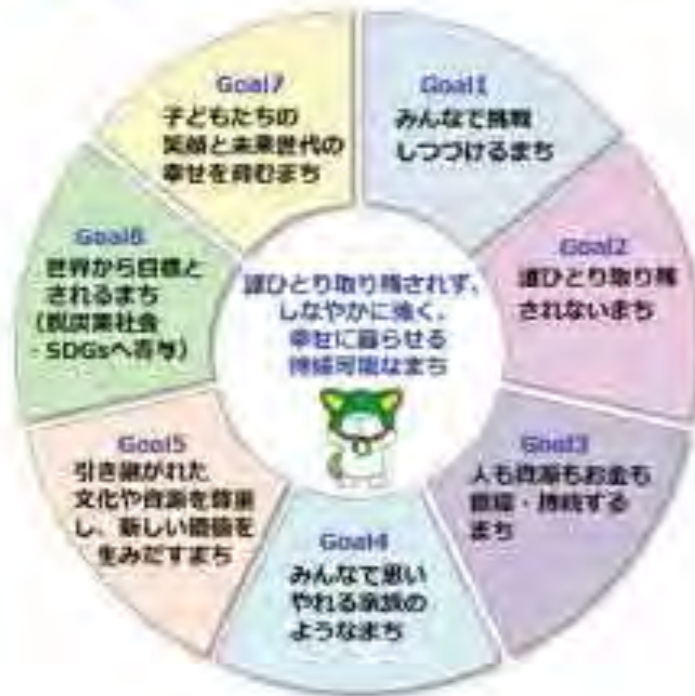 Goal1
みんなで挑戦
しつづけるまち
Goal2
誰ひとり取り残
されないまち
Goal3
人も資源もお金も
循環・持続する
まち
Goal4
みんなで思い
やれる家族の
ようなまち
Goal5
引き継がれた
文化や資源を尊重
し、新しい価値を
生みだすまち
Goal6
世界から目標と
されるまち
（脱炭素社会
・SDGsへ寄与）
Goal7
子どもたちの
笑顔と未来世代の
幸せを育むまち
誰ひとり取り残されず、
しなやかに強く、
幸せに暮らせる
持続可能なまち